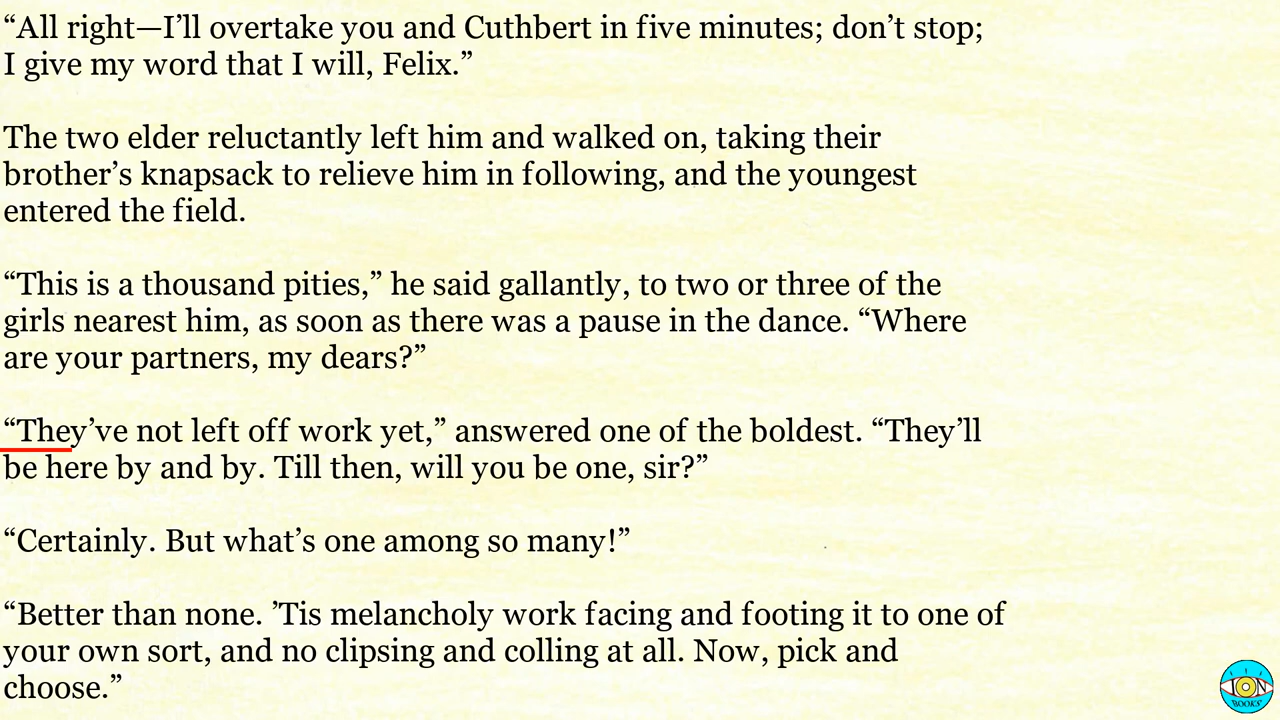 “All right—I’ll overtake you and Cuthbert in five minutes; don’t stop;
I give my word that I will, Felix.”
The two elder reluctantly left him and walked on, taking their
brother’s knapsack to relieve him in following, and the youngest
entered the field.
“This is a thousand pities,” he said gallantly, to two or three of the
girls nearest him, as soon as there was a pause in the dance. “Where
are your partners, my dears?”
“They’ve not left off work yet,” answered one of the boldest. “They’ll
be here by and by. Till then, will you be one, sir?”
“Certainly. But what’s one among so many!”
“Better than none. ’Tis melancholy work facing and footing it to one of
your own sort, and no clipsing and colling at all. Now, pick and
choose.”
ION
BOOKS